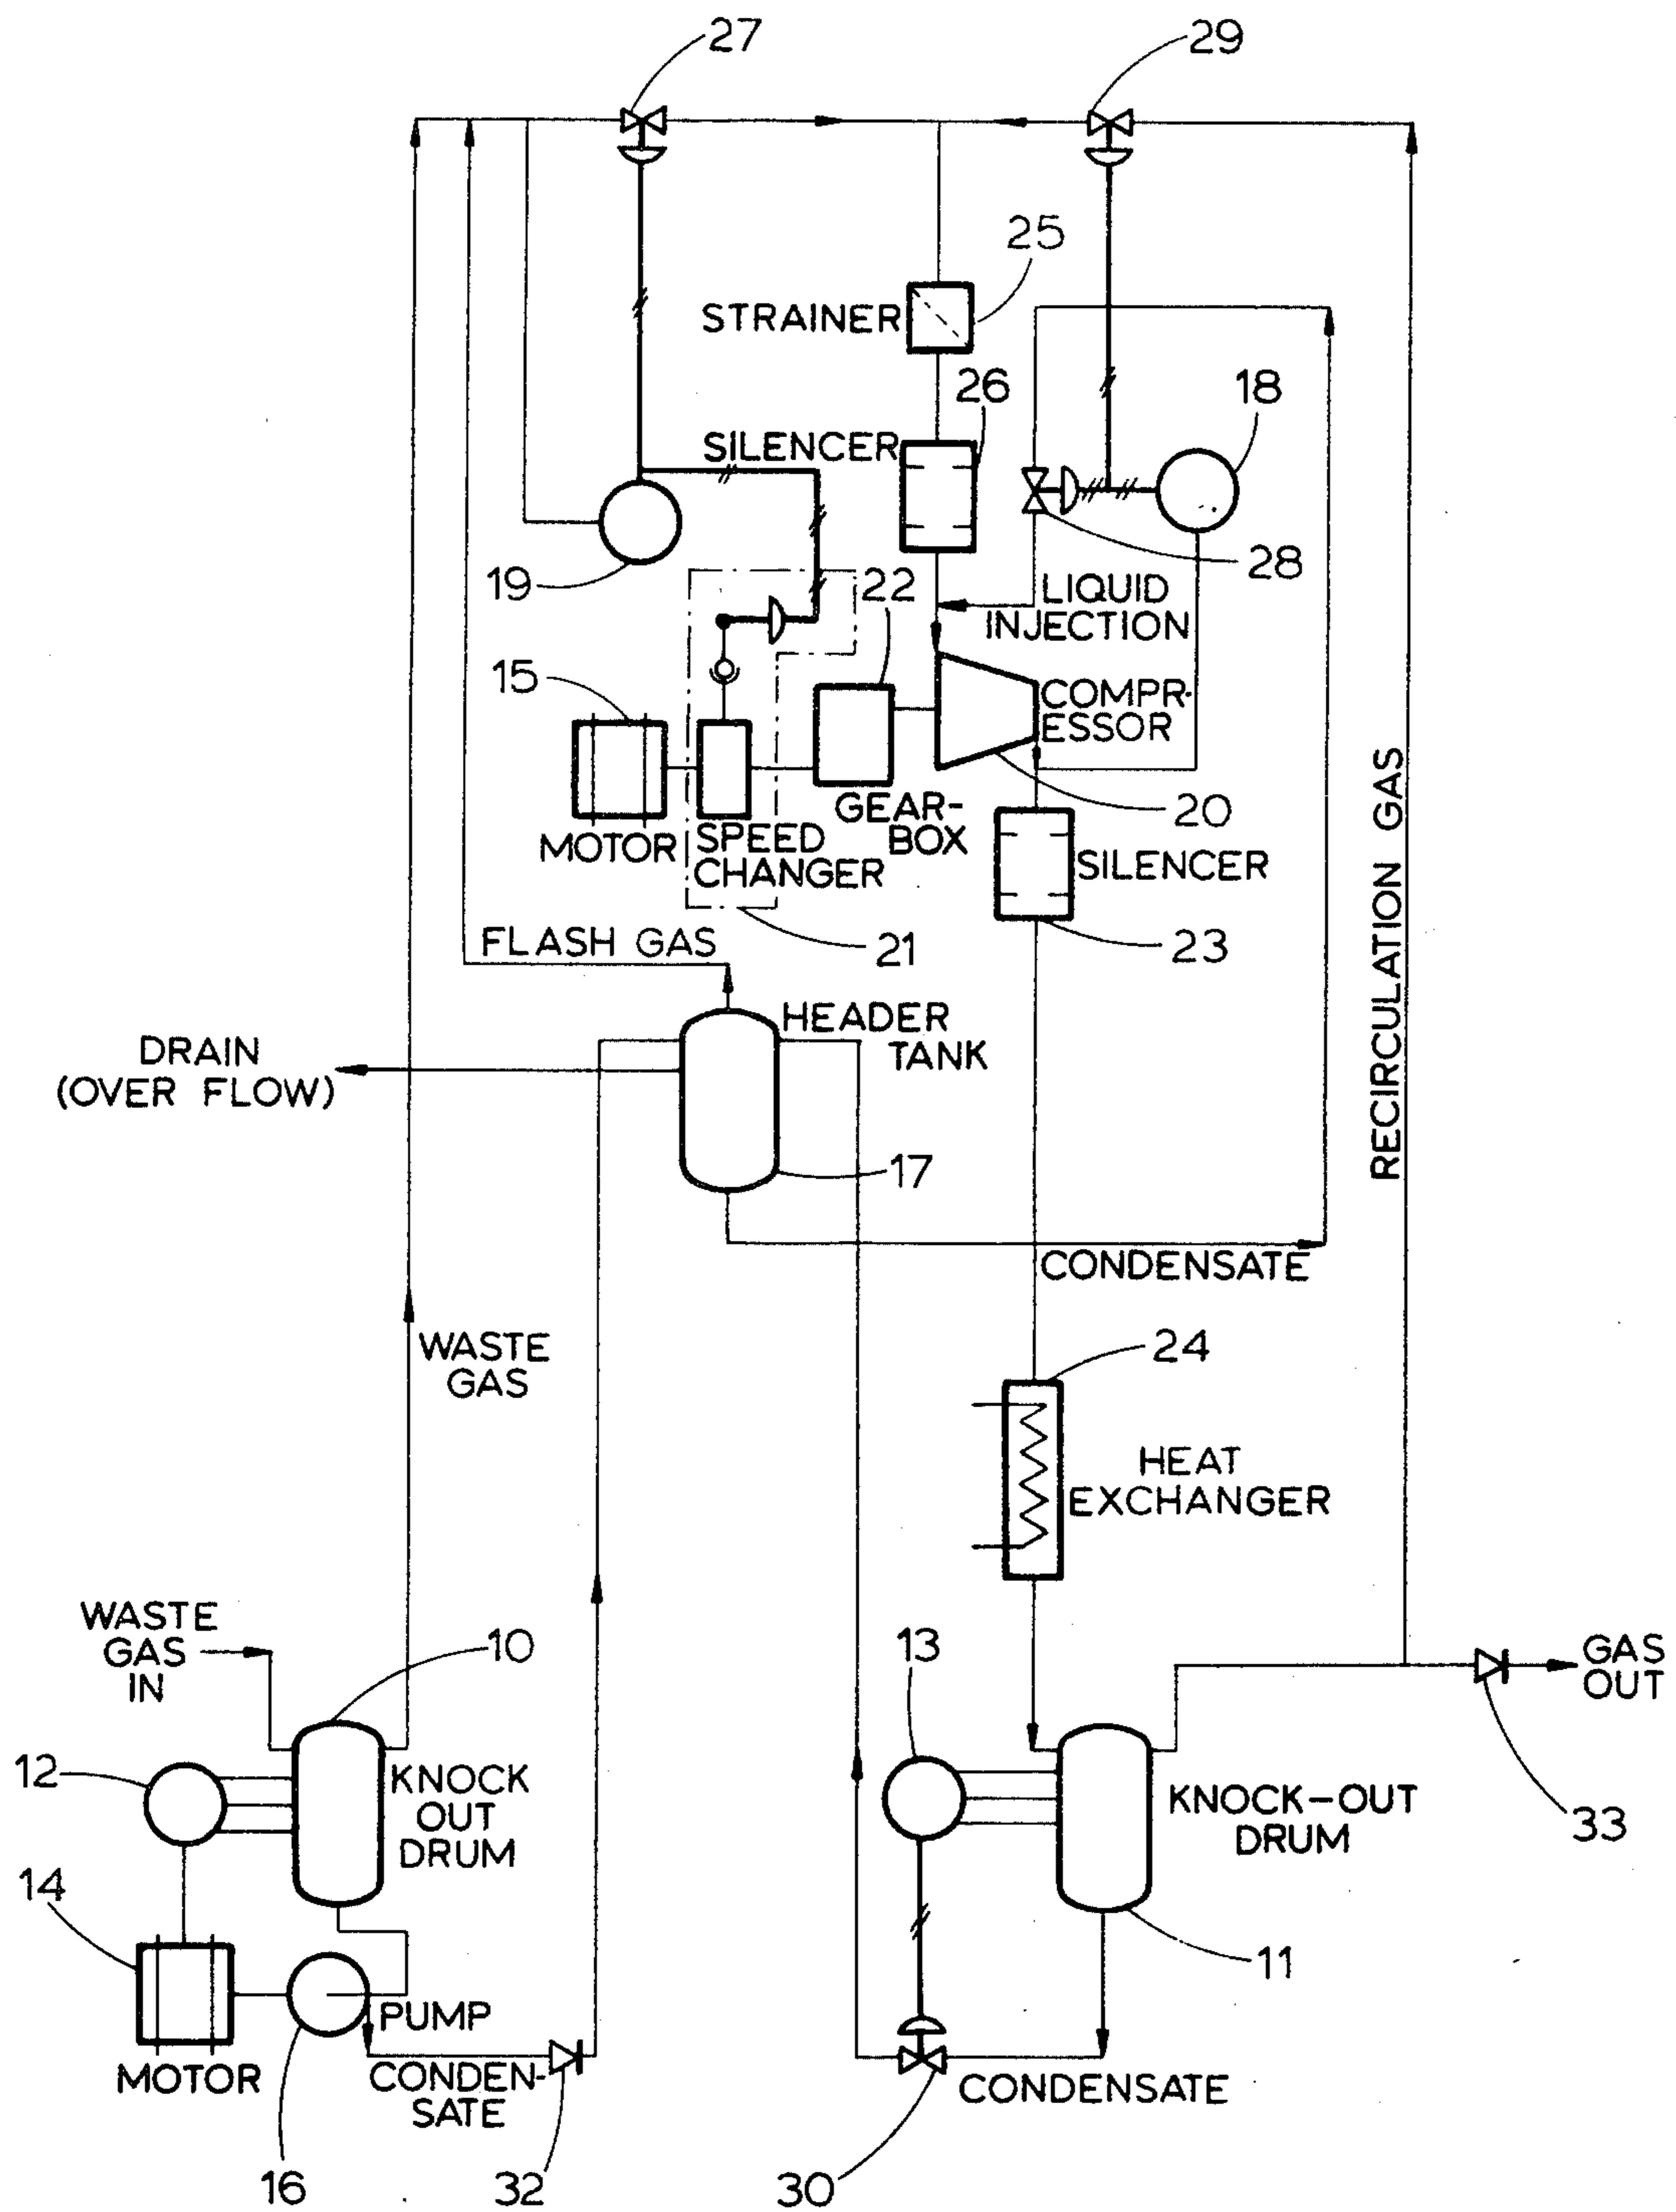 27
29
25
STRAINER
26
18
SILENCER
19
22
28
LIQUID
INJECTION
15
COMPR-
ESSOR
20
GEAR-
BOX
MOTOR
SPEED
CHANGER
SILENCER
21
23
FLASH GAS
RECIRCULATION GAS
HEADER
TANK
DRAIN
(OVER FLOW)
17
CONDENSATE
WASTE
GAS
24
HEAT
EXCHANGER
WASTE
GAS
IN
10
13
GAS
OUT
12
KNOCK
OUT
DRUM
KNOCK-OUT
DRUM
33
14
11
PUMP
MOTOR
CONDEN-
SATE
CONDENSATE
16
32
30